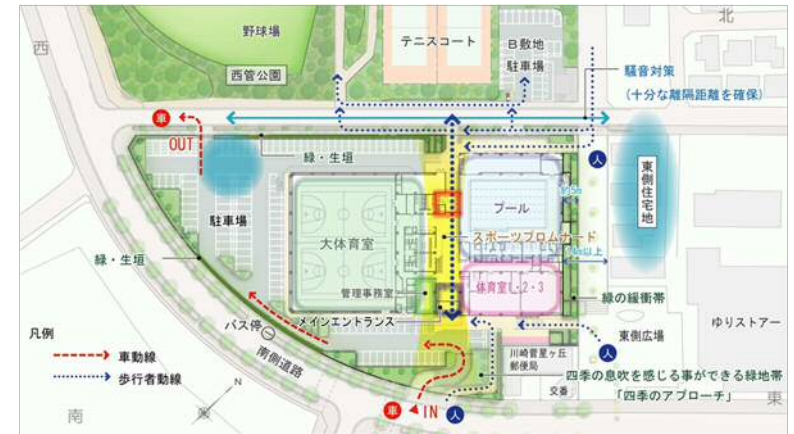 北
西
野球場
テニスコート
B敷地
駐車場
西管公園
騒音対策
(十分な離隔距離を確保)
車
OUT
人
緑・生垣
約5m
東側住宅地
駐車場
大体育室
プール
スポーツプロムナード
以上
緑・生垣
管理事務室
体育室1・2・3
緑の緩衝帯
メインエントランス
バス停
南側道路
東側広場
ゆりストアー
人
凡例
車動線
歩行者動線
川崎菅星ヶ丘
郵便局
交番
四季の息吹を感じる事ができる緑地帯
「四季のアプローチ」
N
車
IN
人
南
東